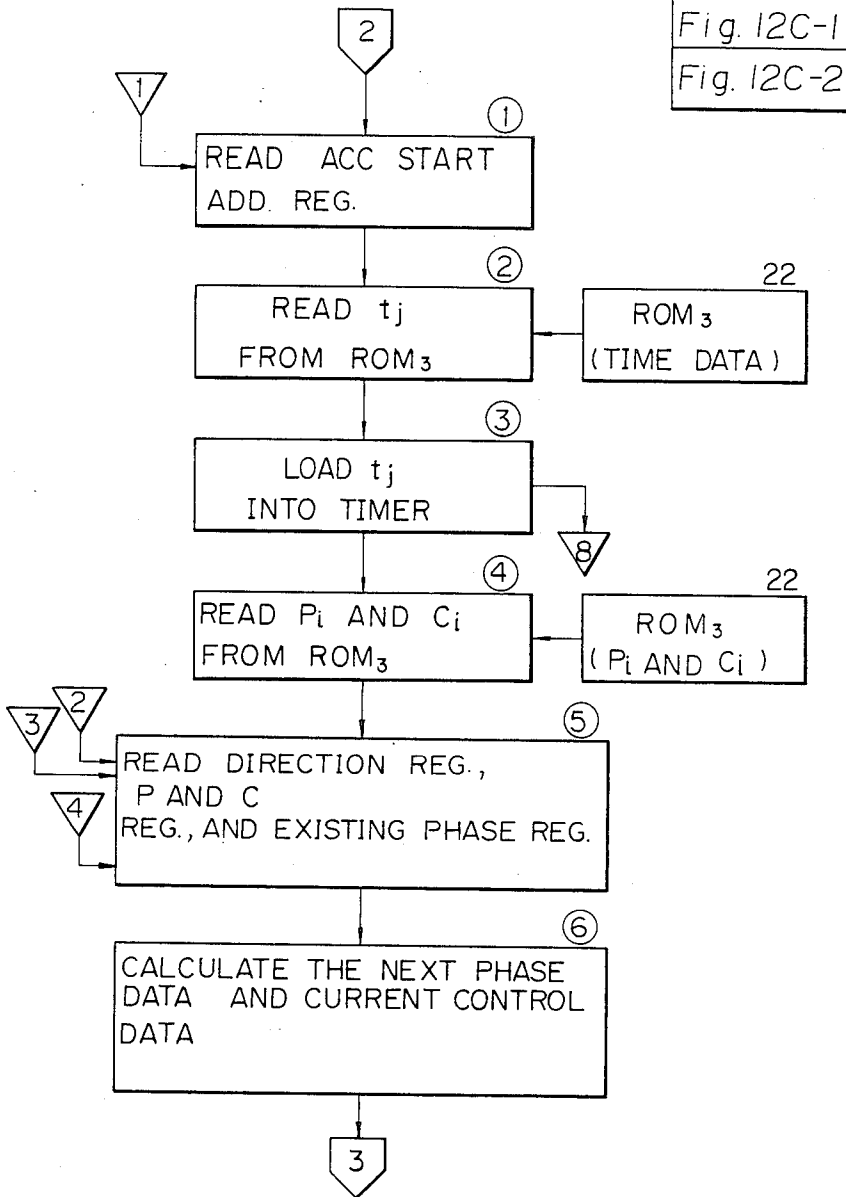 Fig. 12C-1
Fig. 12C-2
2
1
①
READ ACC START
ADD. REG.
②
READ tj
FROM ROM₃
22
ROM₃
(TIME DATA)
③
LOAD tj
INTO TIMER
8
④
READ Pi AND Ci
FROM ROM₃
22
ROM₃
(Pi AND Ci)
2
3
4
⑤
READ DIRECTION REG.,
P AND C
REG., AND EXISTING PHASE REG.
⑥
CALCULATE THE NEXT PHASE
DATA AND CURRENT CONTROL
DATA
3